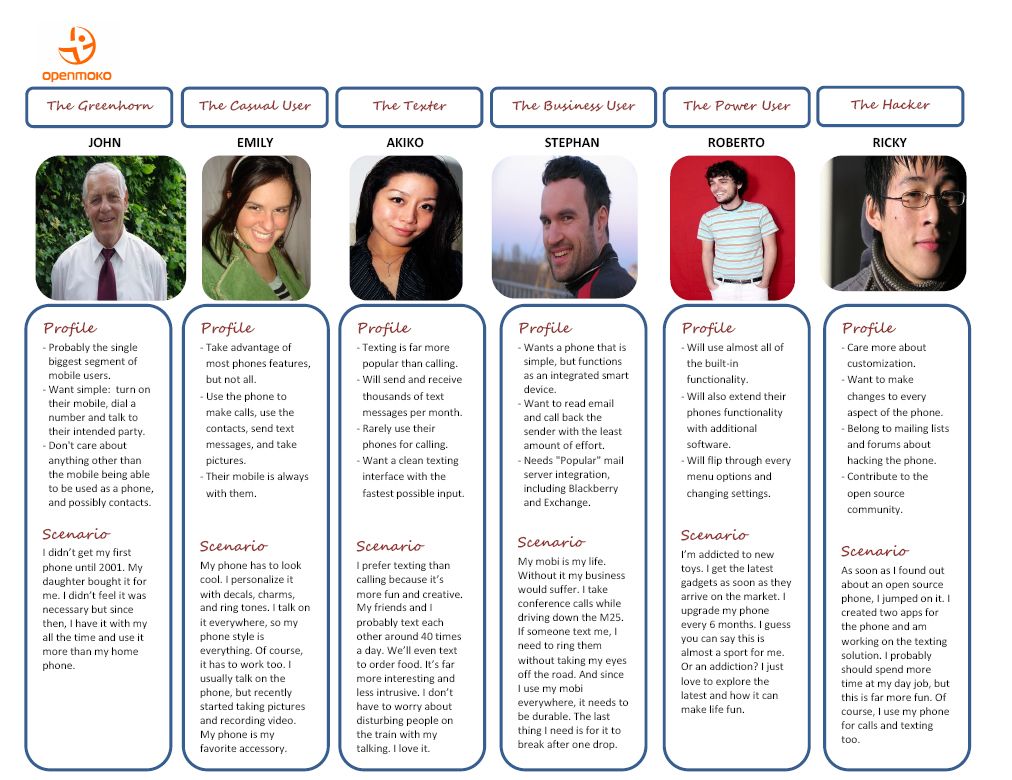 openmoko
The Greenhorn
The Casual User
The Texter
The Business User
The Power User
The Hacker
JOHN
EMILY
AKIKO
STEPHAN
ROBERTO
RICKY
Profile
- Probably the single
biggest segment of
mobile users.
- Want simple:  turn on
their mobile, dial a
number and talk to
their intended party.
- Don't care about
anything other than
the mobile being able
to be used as a phone,
and possibly contacts.
Scenario
I didn't get my first
phone until 2001. My
daughter bought it for
me. I didn't feel it was
necessary but since
then, I have it with my
all the time and use it
more than my home
phone.
Profile
- Take advantage of
most phones features,
but not all.
- Use the phone to
make calls, use the
contacts, send text
messages, and take
pictures.
- Their mobile is always
with them.
Scenario
My phone has to look
cool. I personalize it
with decals, charms,
and ring tones. I talk on
it everywhere, so my
phone style is
everything. Of course,
it has to work too. I
usually talk on the
phone, but recently
started taking pictures
and recording video.
My phone is my
favorite accessory.
Profile
- Texting is far more
popular than calling.
- Will send and receive
thousands of text
messages per month.
- Rarely use their
phones for calling.
- Want a clean texting
interface with the
fastest possible input.
Scenario
I prefer texting than
calling because it's
more fun and creative.
My friends and I
probably text each
other around 40 times
a day. We'll even text
to order food. It's far
more interesting and
less intrusive. I don't
have to worry about
disturbing people on
the train with my
talking. I love it.
Profile
- Wants a phone that is
simple, but functions
as an integrated smart
device.
- Want to read email
and call back the
sender with the least
amount of effort.
- Needs "Popular" mail
server integration,
including Blackberry
and Exchange.
Scenario
My mobi is my life.
Without it my business
would suffer. I take
conference calls while
driving down the M25.
If someone text me, I
need to ring them
without taking my eyes
off the road. And since
I use my mobi
everywhere, it needs to
be durable. The last
thing I need is for it to
break after one drop.
Profile
- Will use almost all of
the built-in
functionality.
- Will also extend their
phones functionality
with additional
software.
- Will flip through every
menu options and
changing settings.
Scenario
I'm addicted to new
toys. I get the latest
gadgets as soon as they
arrive on the market. I
upgrade my phone
every 6 months. I guess
you can say this is
almost a sport for me.
Or an addiction? I just
love to explore the
latest and how it can
make life fun.
Profile
- Care more about
customization.
- Want to make
changes to every
aspect of the phone.
- Belong to mailing lists
and forums about
hacking the phone.
- Contribute to the
open source
community.
Scenario
As soon as I found out
about an open source
phone, I jumped on it. I
created two apps for
the phone and am
working on the texting
solution. I probably
should spend more
time at my day job, but
this is far more fun. Of
course, I use my phone
for calls and texting
too.